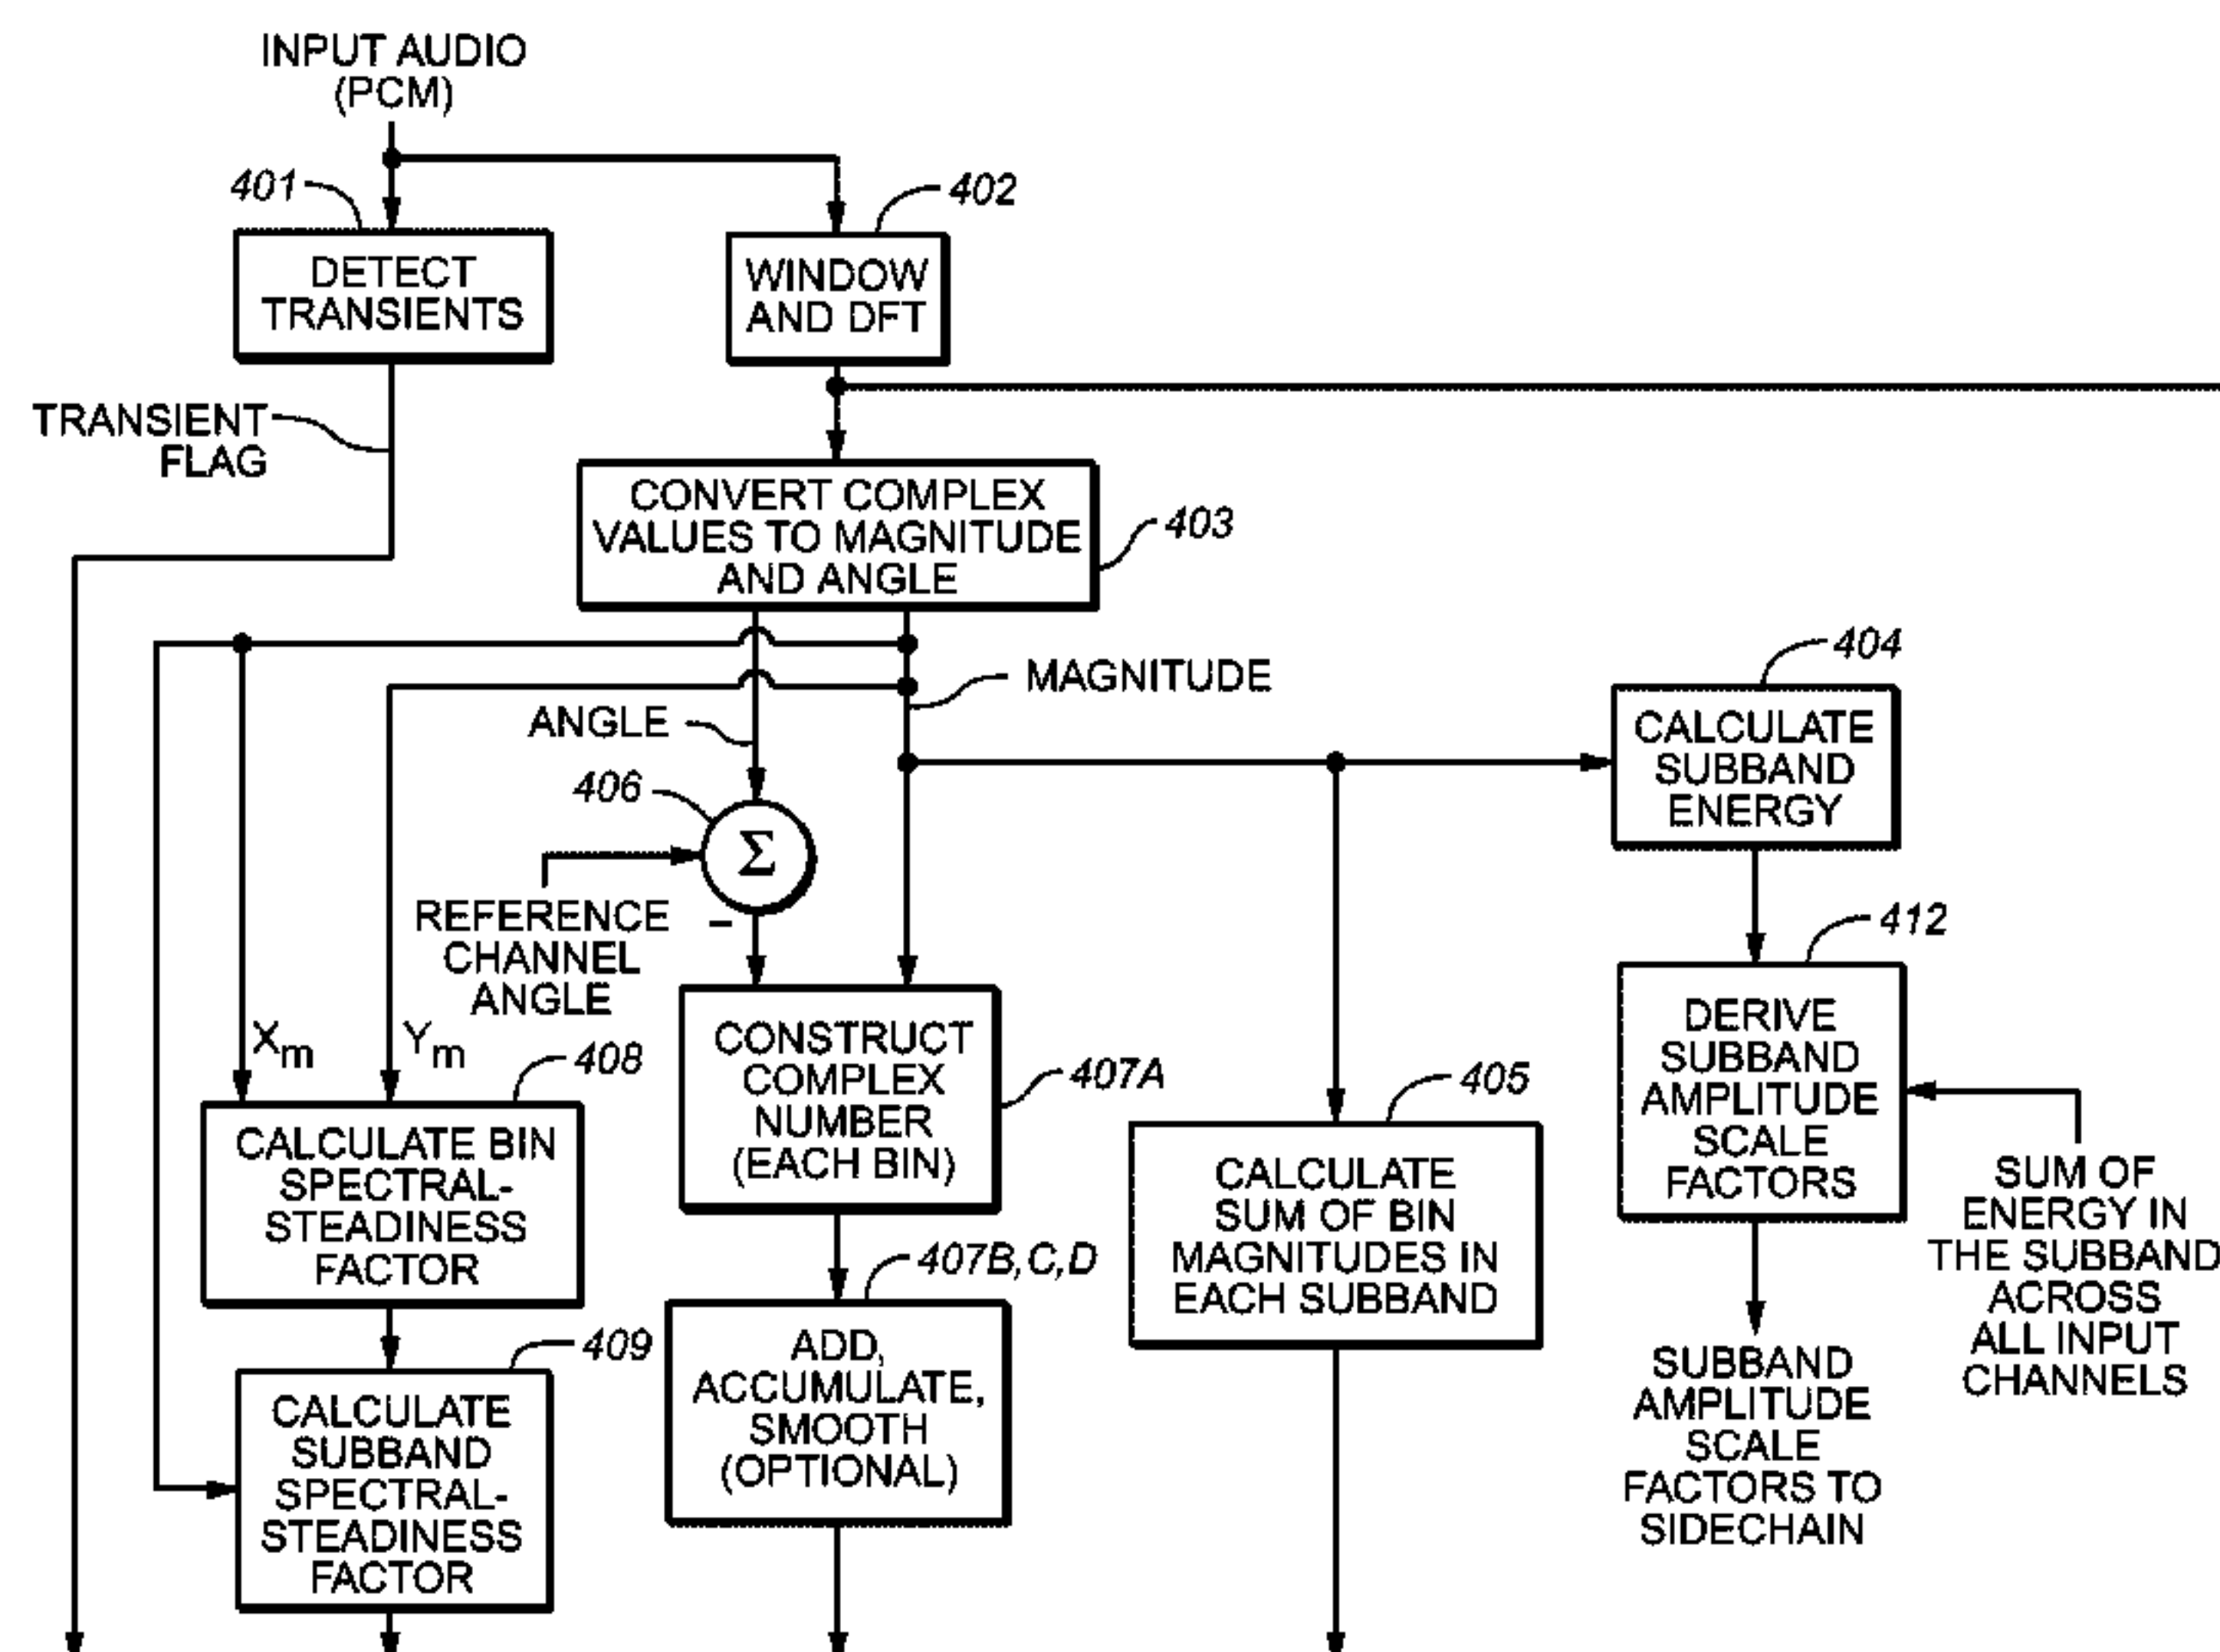 INPUT AUDIO
(PCM)
401
402
DETECT
TRANSIENTS
WINDOW
AND DFT
TRANSIENT
FLAG
CONVERT COMPLEX
VALUES TO MAGNITUDE
AND ANGLE
403
MAGNITUDE
ANGLE
404
CALCULATE
SUBBAND
ENERGY
406
Σ
REFERENCE
CHANNEL
ANGLE
–
412
DERIVE
SUBBAND
AMPLITUDE
SCALE
FACTORS
Xm
Ym
408
CALCULATE BIN
SPECTRAL-
STEADINESS
FACTOR
CONSTRUCT
COMPLEX
NUMBER
(EACH BIN)
407A
405
CALCULATE
SUM OF BIN
MAGNITUDES IN
EACH SUBBAND
SUM OF
ENERGY IN
THE SUBBAND
ACROSS
ALL INPUT
CHANNELS
407B,C,D
ADD,
ACCUMULATE,
SMOOTH
(OPTIONAL)
409
CALCULATE
SUBBAND
SPECTRAL-
STEADINESS
FACTOR
SUBBAND
AMPLITUDE
SCALE
FACTORS TO
SIDECHAIN